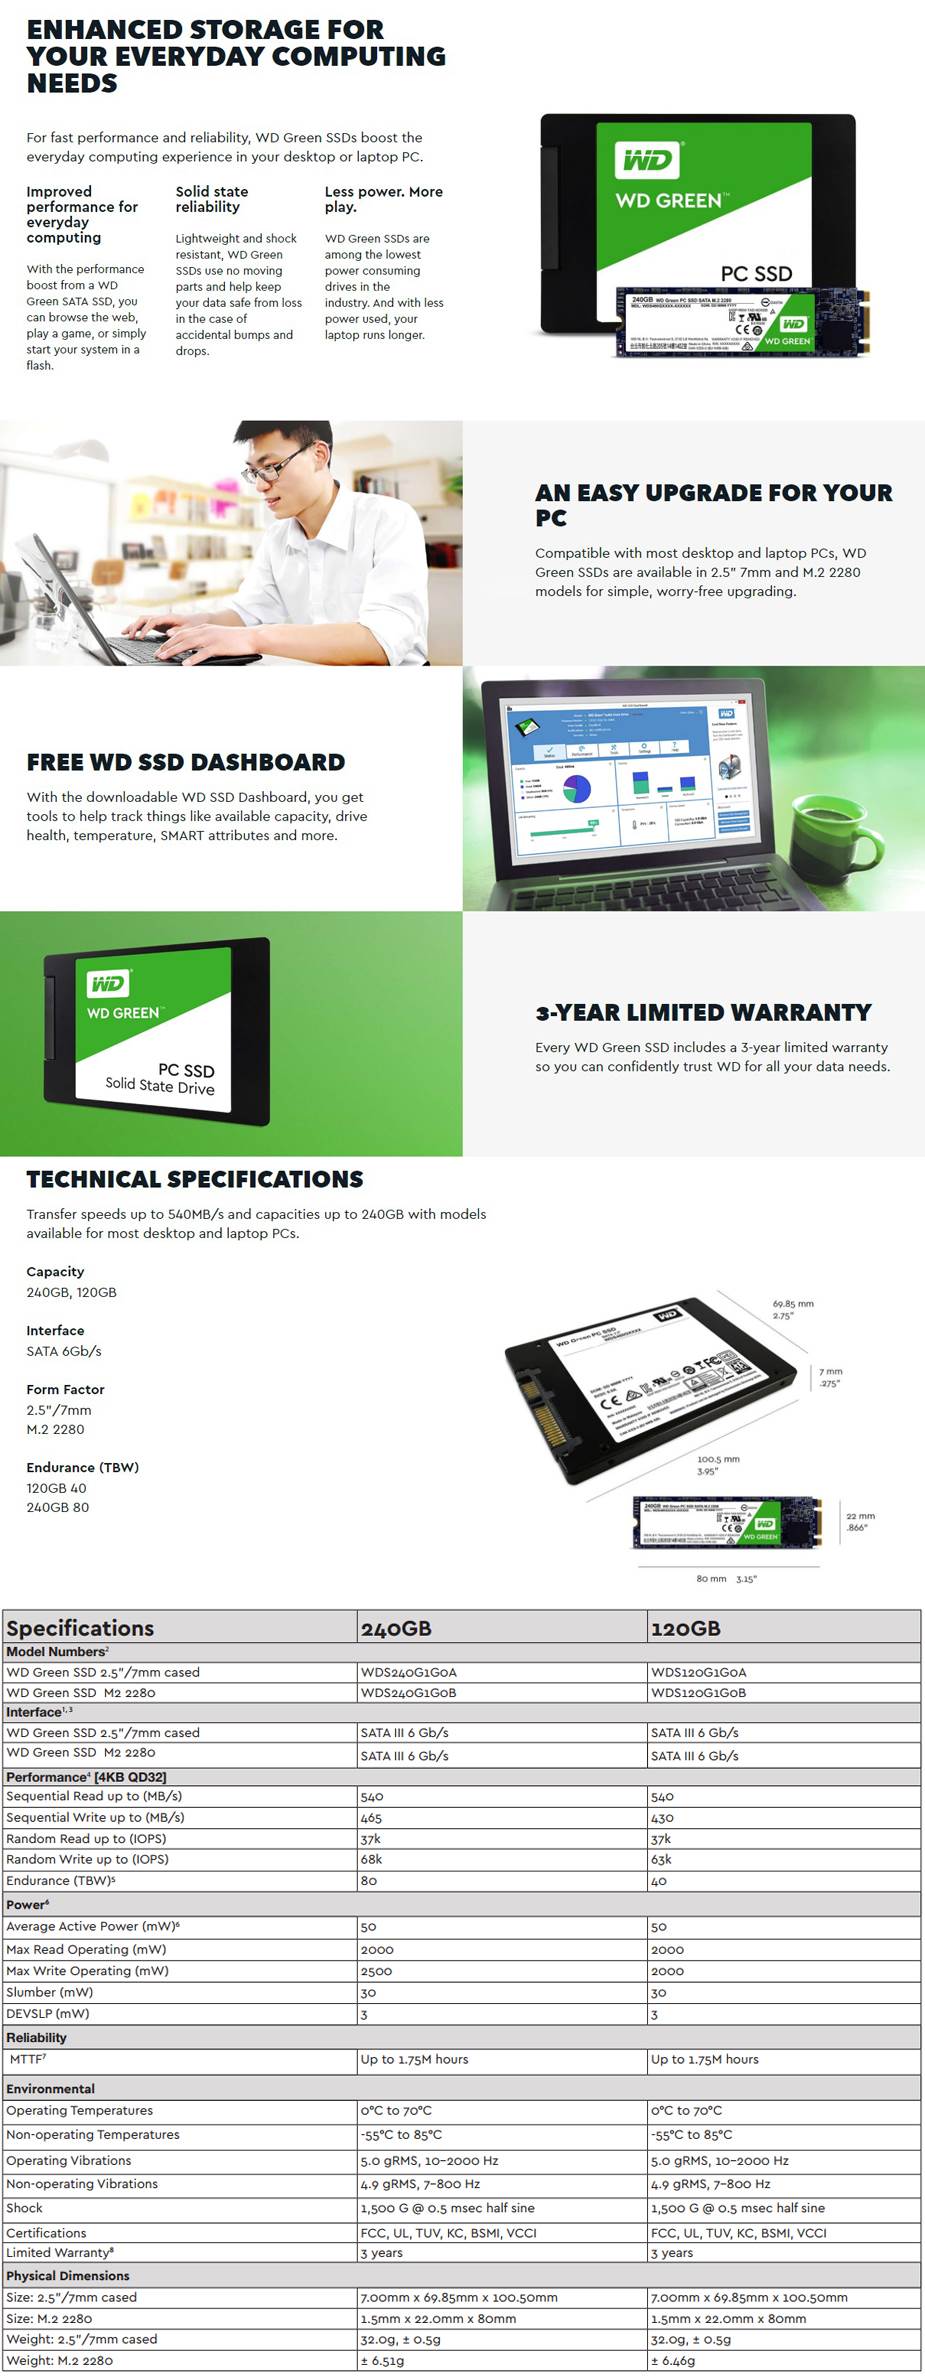 ENHANCED STORAGE FOR
YOUR EVERYDAY COMPUTING
NEEDS
For fast performance and reliability, WD Green SSDs boost the
everyday computing experience in your desktop or laptop PC.
Improved
performance for
everyday
computing
With the performance
boost from a WD
Green SATA SSD, you
can browse the web,
play a game, or simply
start your system in a
flash.
Solid state
reliability
Lightweight and shock
resistant, WD Green
SSDs use no moving
parts and help keep
your data safe from loss
in the case of
accidental bumps and
drops.
Less power. More
play.
WD Green SSDs are
among the lowest
power consuming
drives in the
industry. And with less
power used, your
laptop runs longer.
WD
WD GREEN™
PC SSD
240GB WD Green PC SSD SATA M.2 2280
WD
WD GREEN
AN EASY UPGRADE FOR YOUR
PC
Compatible with most desktop and laptop PCs, WD
Green SSDs are available in 2.5" 7mm and M.2 2280
models for simple, worry-free upgrading.
FREE WD SSD DASHBOARD
With the downloadable WD SSD Dashboard, you get
tools to help track things like available capacity, drive
health, temperature, SMART attributes and more.
WD
WD
WD GREEN™
PC SSD
Solid State Drive
3-YEAR LIMITED WARRANTY
Every WD Green SSD includes a 3-year limited warranty
so you can confidently trust WD for all your data needs.
TECHNICAL SPECIFICATIONS
Transfer speeds up to 540MB/s and capacities up to 240GB with models
available for most desktop and laptop PCs.
Capacity
240GB, 120GB
Interface
SATA 6Gb/s
Form Factor
2.5"/7mm
M.2 2280
Endurance (TBW)
120GB 40
240GB 80
WD Green PC SSD
WD
69.85 mm
2.75"
7 mm
.275"
100.5 mm
3.95"
240GB WD Green PC SSD SATA M.2 2280
WD
WD GREEN
22 mm
.866"
80 mm 3.15"
Specifications 240GB 120GB
Model Numbers²
WD Green SSD 2.5"/7mm cased WDS240G1G0A WDS120G1G0A
WD Green SSD M2 2280 WDS240G1G0B WDS120G1G0B
Interface¹·³
WD Green SSD 2.5"/7mm cased SATA III 6 Gb/s SATA III 6 Gb/s
WD Green SSD M2 2280 SATA III 6 Gb/s SATA III 6 Gb/s
Performance⁴ [4KB QD32]
Sequential Read up to (MB/s) 540 540
Sequential Write up to (MB/s) 465 430
Random Read up to (IOPS) 37k 37k
Random Write up to (IOPS) 68k 63k
Endurance (TBW)⁵ 80 40
Power⁶
Average Active Power (mW)⁶ 50 50
Max Read Operating (mW) 2000 2000
Max Write Operating (mW) 2500 2000
Slumber (mW) 30 30
DEVSLP (mW) 3 3
Reliability
MTTF⁷ Up to 1.75M hours Up to 1.75M hours
Environmental
Operating Temperatures 0°C to 70°C 0°C to 70°C
Non-operating Temperatures -55°C to 85°C -55°C to 85°C
Operating Vibrations 5.0 gRMS, 10–2000 Hz 5.0 gRMS, 10–2000 Hz
Non-operating Vibrations 4.9 gRMS, 7–800 Hz 4.9 gRMS, 7–800 Hz
Shock 1,500 G @ 0.5 msec half sine 1,500 G @ 0.5 msec half sine
Certifications FCC, UL, TUV, KC, BSMI, VCCI FCC, UL, TUV, KC, BSMI, VCCI
Limited Warranty⁸ 3 years 3 years
Physical Dimensions
Size: 2.5"/7mm cased 7.00mm x 69.85mm x 100.50mm 7.00mm x 69.85mm x 100.50mm
Size: M.2 2280 1.5mm x 22.0mm x 80mm 1.5mm x 22.0mm x 80mm
Weight: 2.5"/7mm cased 32.0g, ± 0.5g 32.0g, ± 0.5g
Weight: M.2 2280 ± 6.51g ± 6.46g